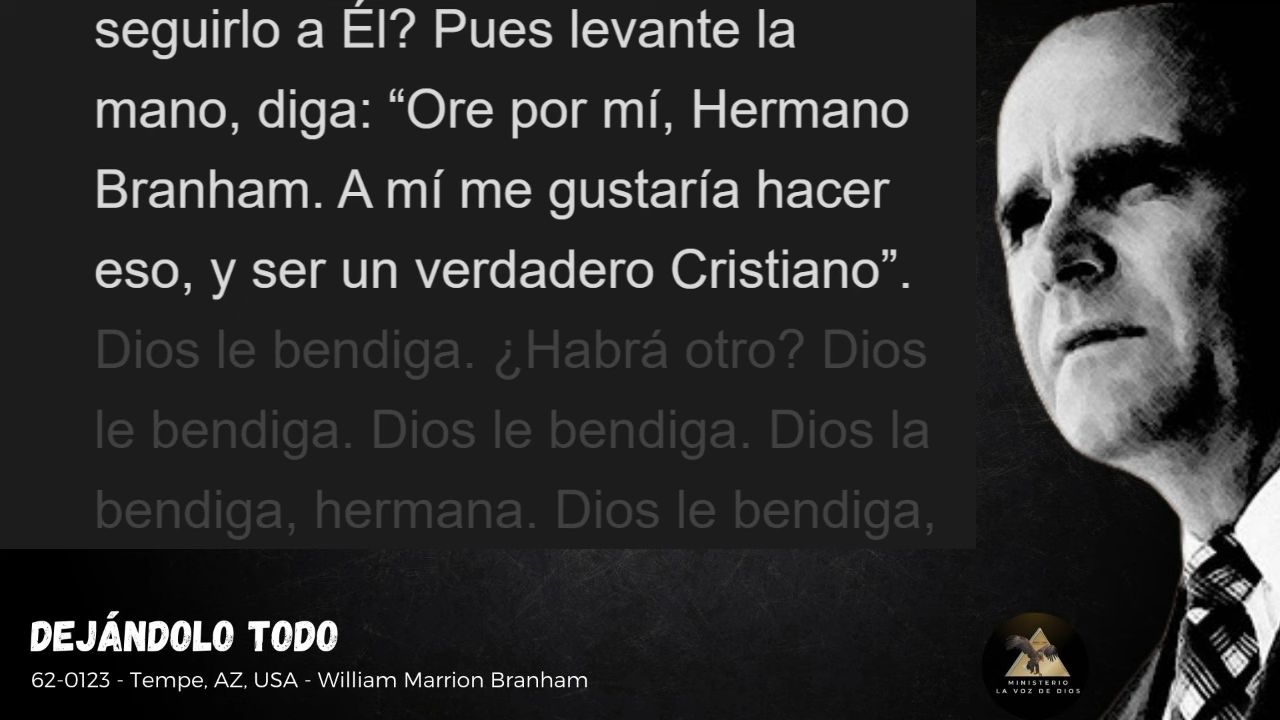 seguirlo a Él? Pues levante la
mano, diga: “Ore por mí, Hermano
Branham. A mí me gustaría hacer
eso, y ser un verdadero Cristiano”.
Dios le bendiga. ¿Habrá otro? Dios
le bendiga. Dios le bendiga. Dios la
bendiga, hermana. Dios le bendiga,
DEJÁNDOLO TODO
62-0123 - Tempe, AZ, USA - William Marrion Branham
MINISTERIO
LA VOZ DE DIOS